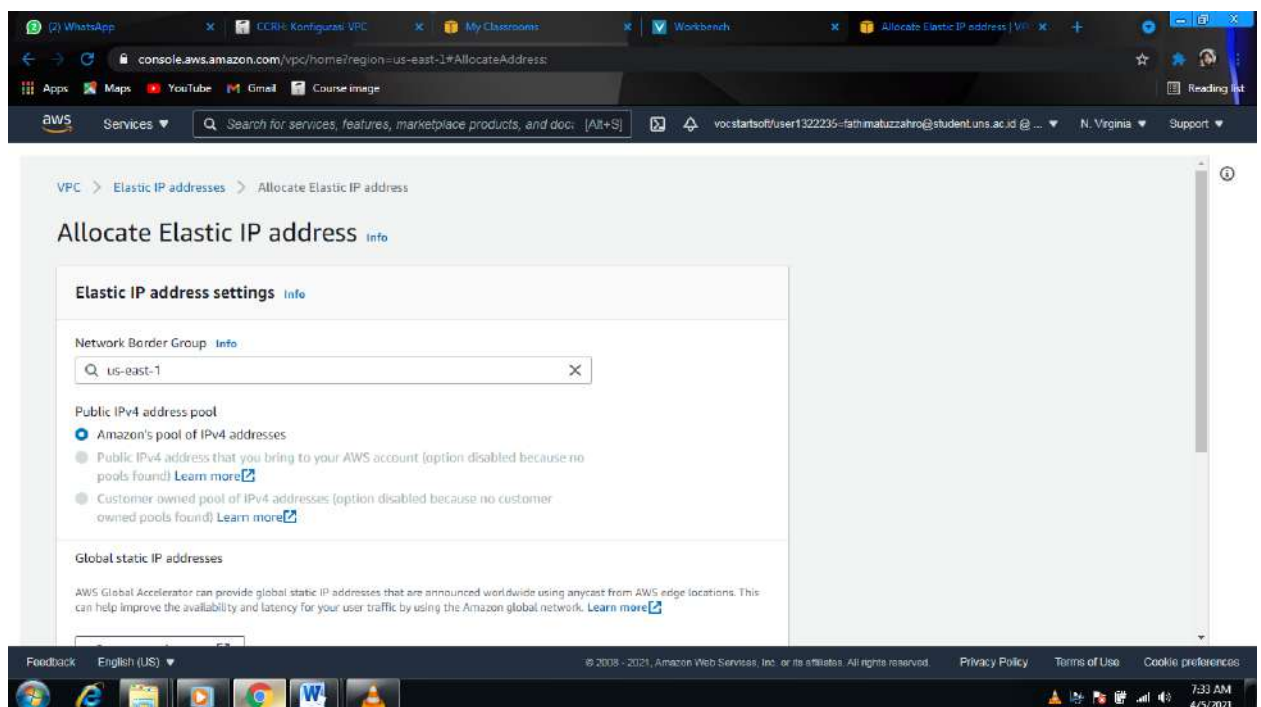 (2) WhatsApp
CCRH: Konfigurasi VPC
My Classrooms
Workbench
Allocate Elastic IP address | VP
console.aws.amazon.com/vpc/home?region=us-east-1#AllocateAddress:
Apps Maps YouTube Gmail Course image Reading list
aws Services Search for services, features, marketplace products, and doc: [Alt+S] vocstartsoft/user1322235=fathimatuzzahro@student.uns.ac.id @ ... N. Virginia Support
VPC > Elastic IP addresses > Allocate Elastic IP address
Allocate Elastic IP address Info
Elastic IP address settings Info
Network Border Group Info
us-east-1
Public IPv4 address pool
Amazon's pool of IPv4 addresses
Public IPv4 address that you bring to your AWS account (option disabled because no
pools found) Learn more
Customer owned pool of IPv4 addresses (option disabled because no customer
owned pools found) Learn more
Global static IP addresses
AWS Global Accelerator can provide global static IP addresses that are announced worldwide using anycast from AWS edge locations. This
can help improve the availability and latency for your user traffic by using the Amazon global network. Learn more
Feedback English (US) © 2008 - 2021, Amazon Web Services, Inc. or its affiliates. All rights reserved. Privacy Policy Terms of Use Cookie preferences
7:33 AM
4/5/2021